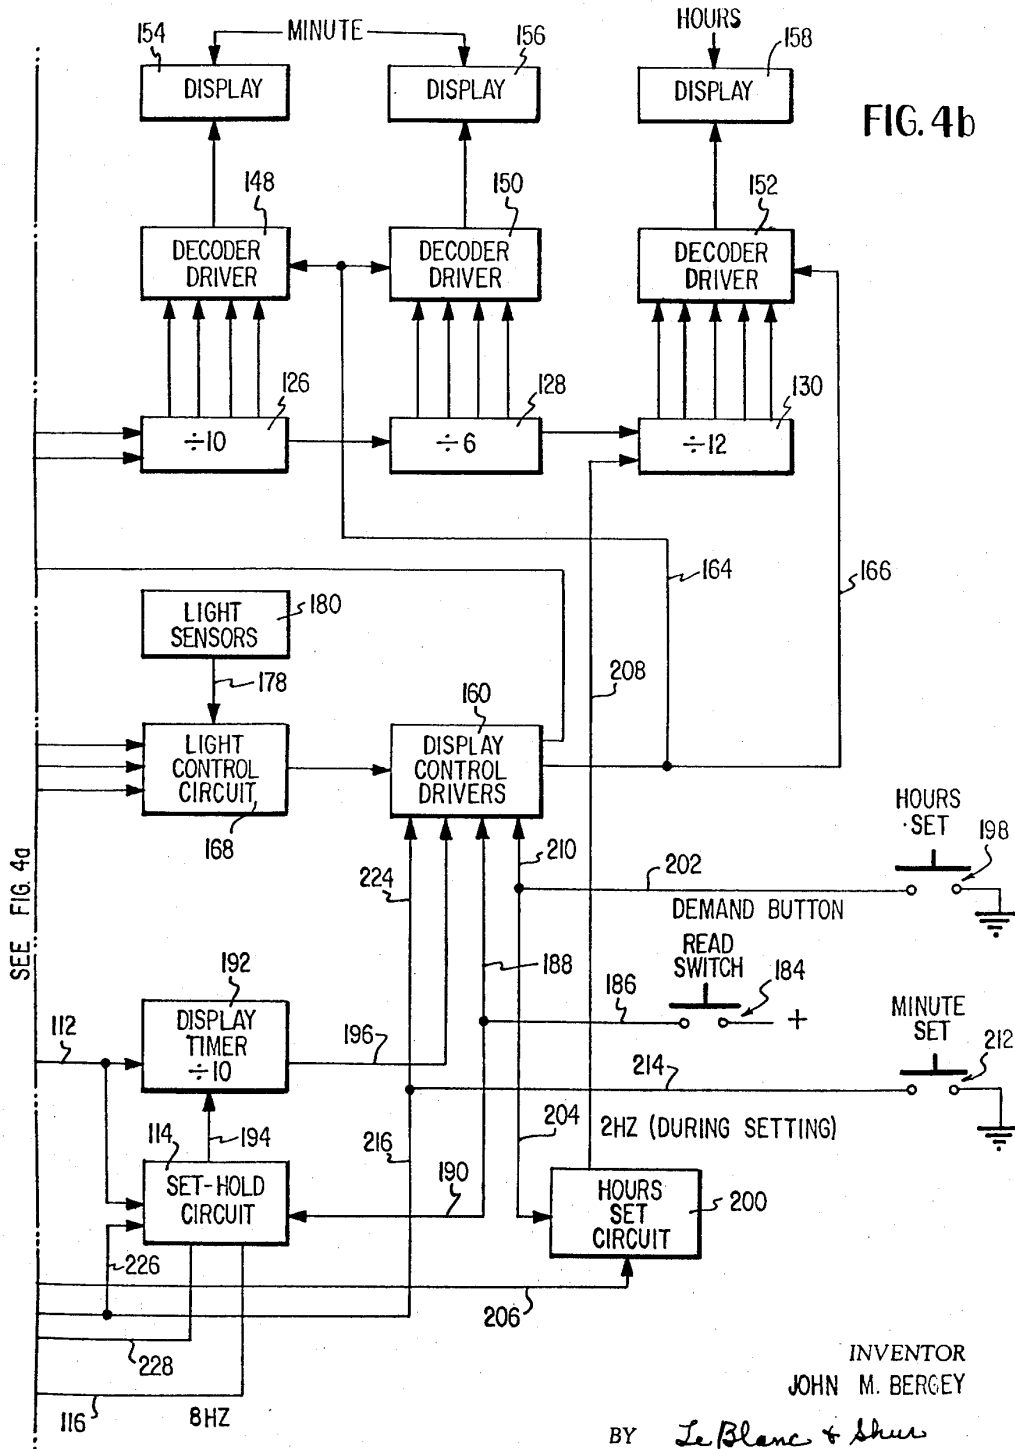 154
MINUTE
156
HOURS
158
DISPLAY
DISPLAY
DISPLAY
FIG. 4b
148
150
152
DECODER
DRIVER
DECODER
DRIVER
DECODER
DRIVER
126
128
130
÷10
÷6
÷12
164
166
180
LIGHT
SENSORS
178
208
160
LIGHT
CONTROL
CIRCUIT
168
DISPLAY
CONTROL
DRIVERS
HOURS
SET
198
210
202
224
SEE FIG. 4a
DEMAND BUTTON
READ
SWITCH
184
188
186
+
192
112
DISPLAY
TIMER
÷10
196
MINUTE
SET
212
214
204
2HZ (DURING SETTING)
114
194
216
SET-HOLD
CIRCUIT
190
HOURS
SET
CIRCUIT
200
226
206
228
116
8HZ
INVENTOR
JOHN M. BERGEY
BY Le Blanc & Shur